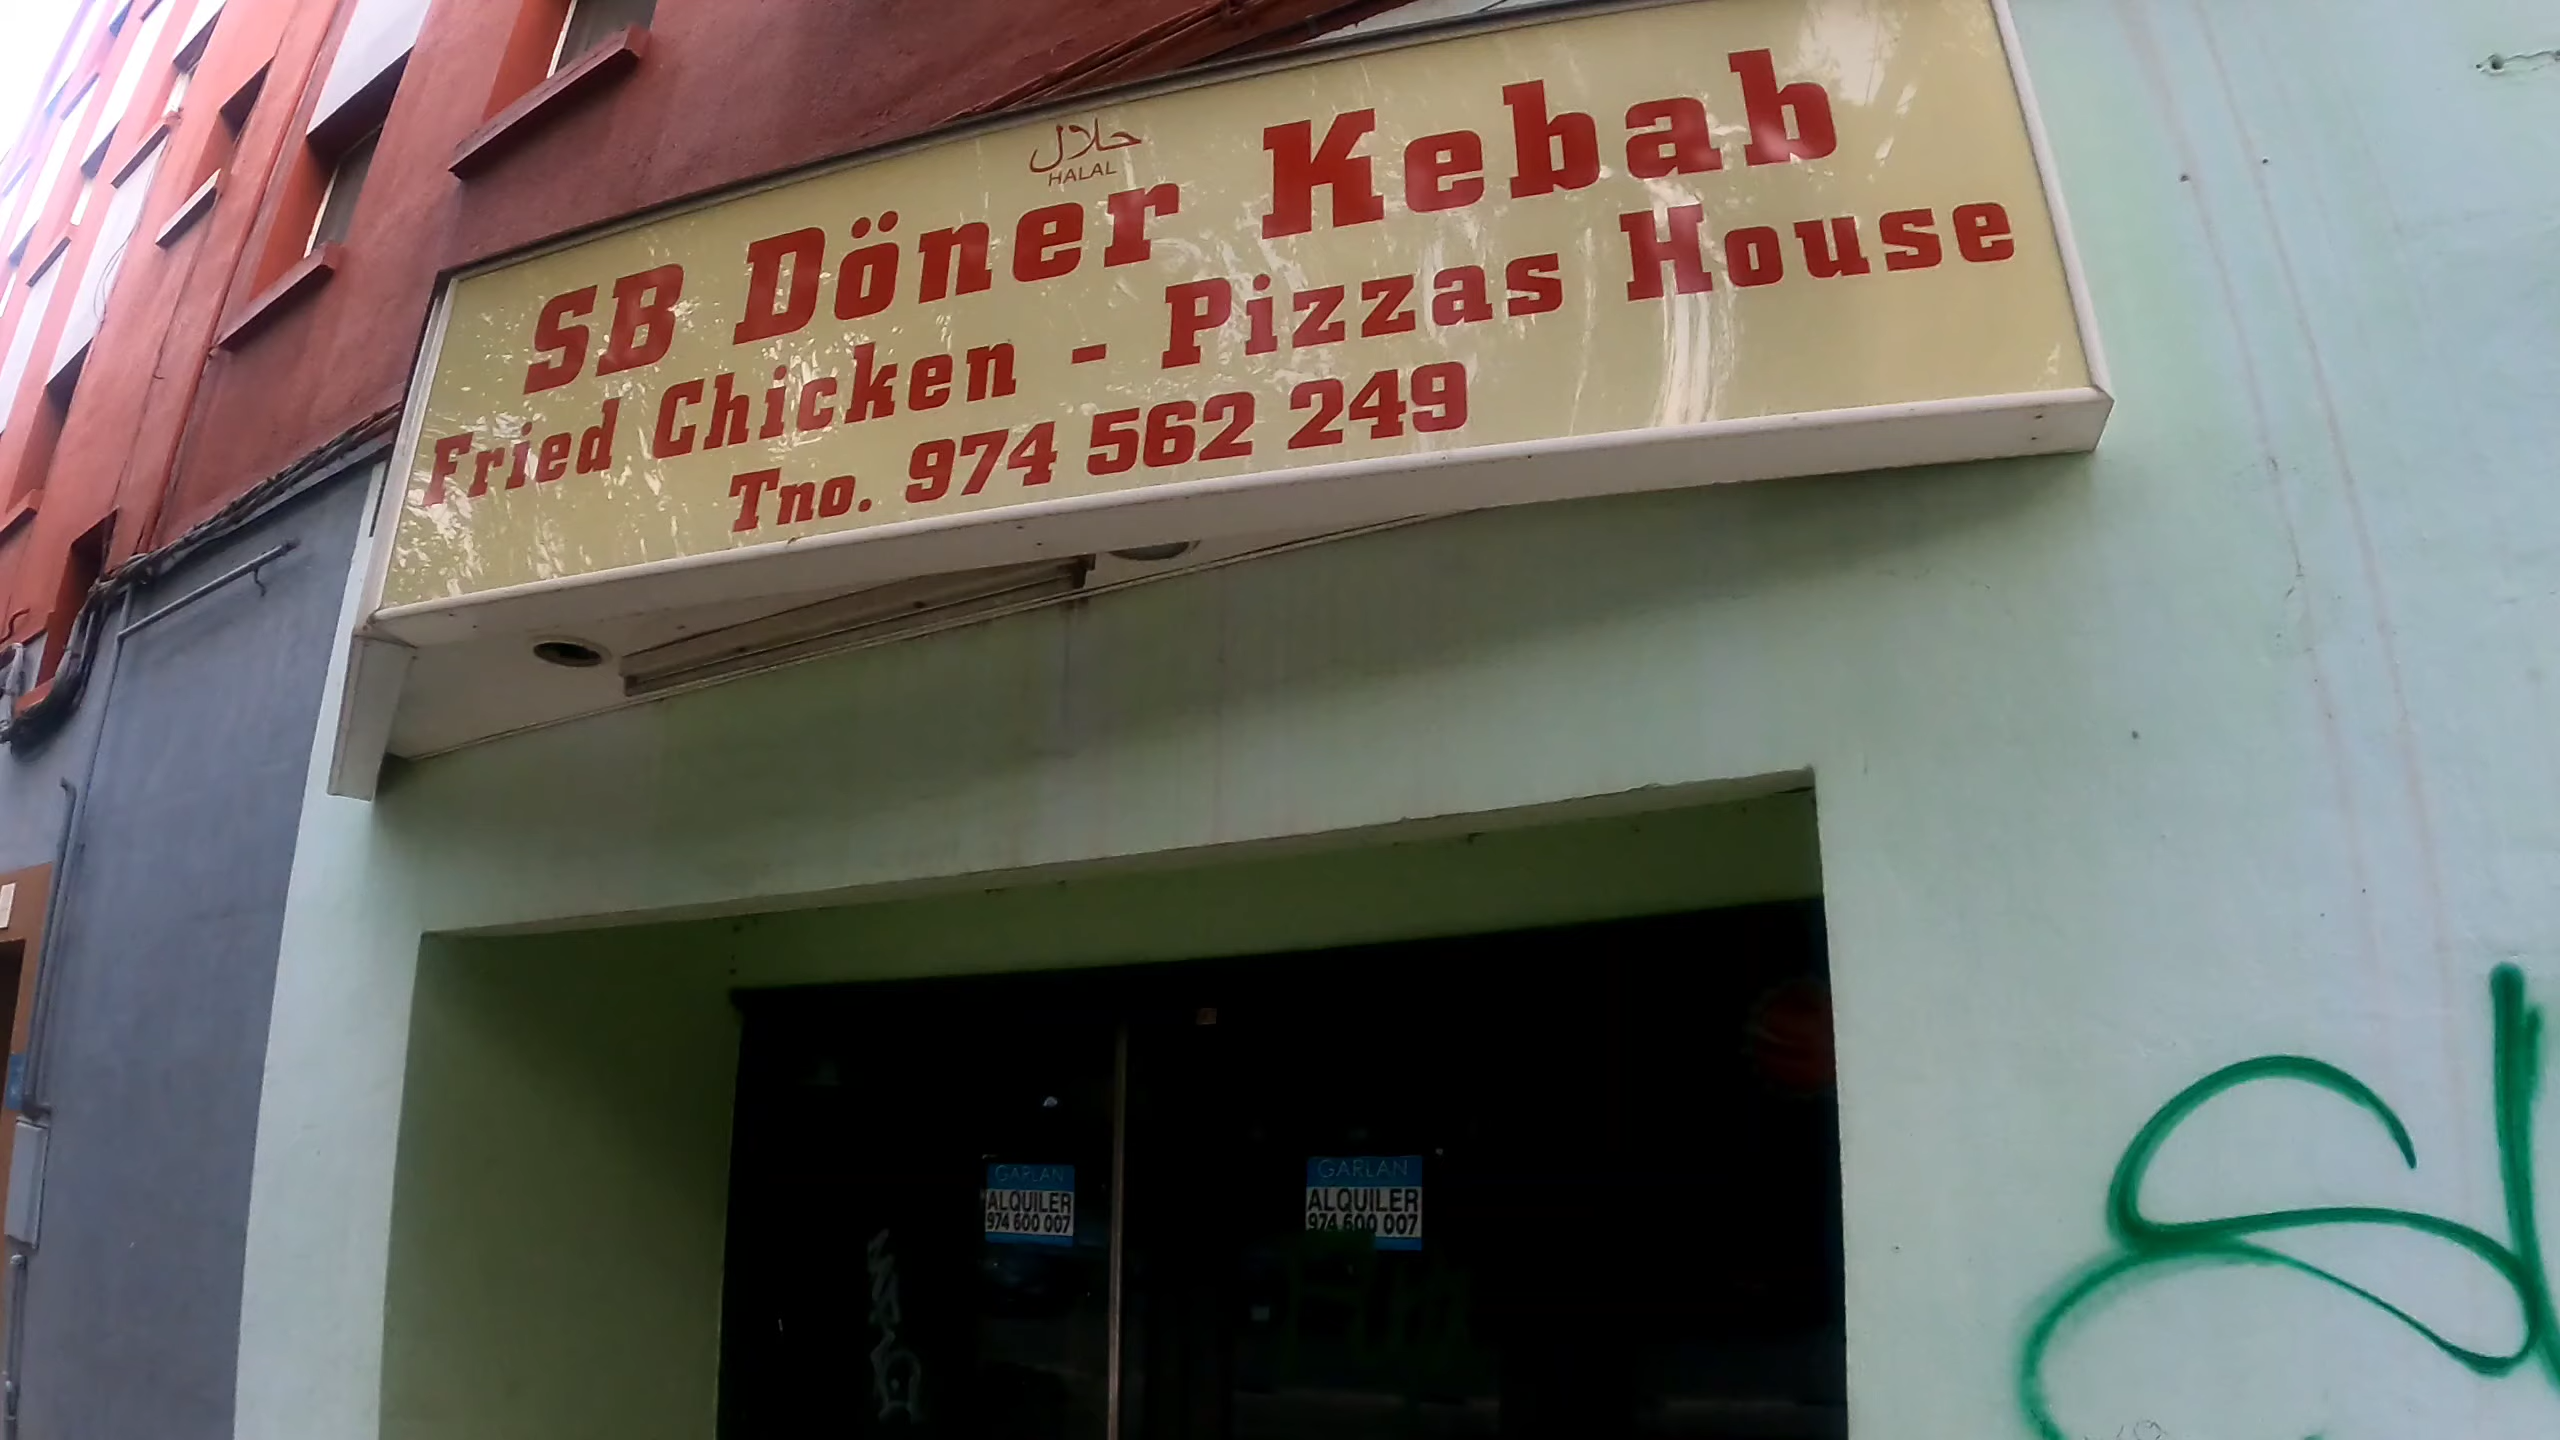 حلال
HALAL
SB Döner Kebab
Fried Chicken - Pizzas House
Tno. 974 562 249
GARLAN
ALQUILER
974 600 007
GARLAN
ALQUILER
974 600 007